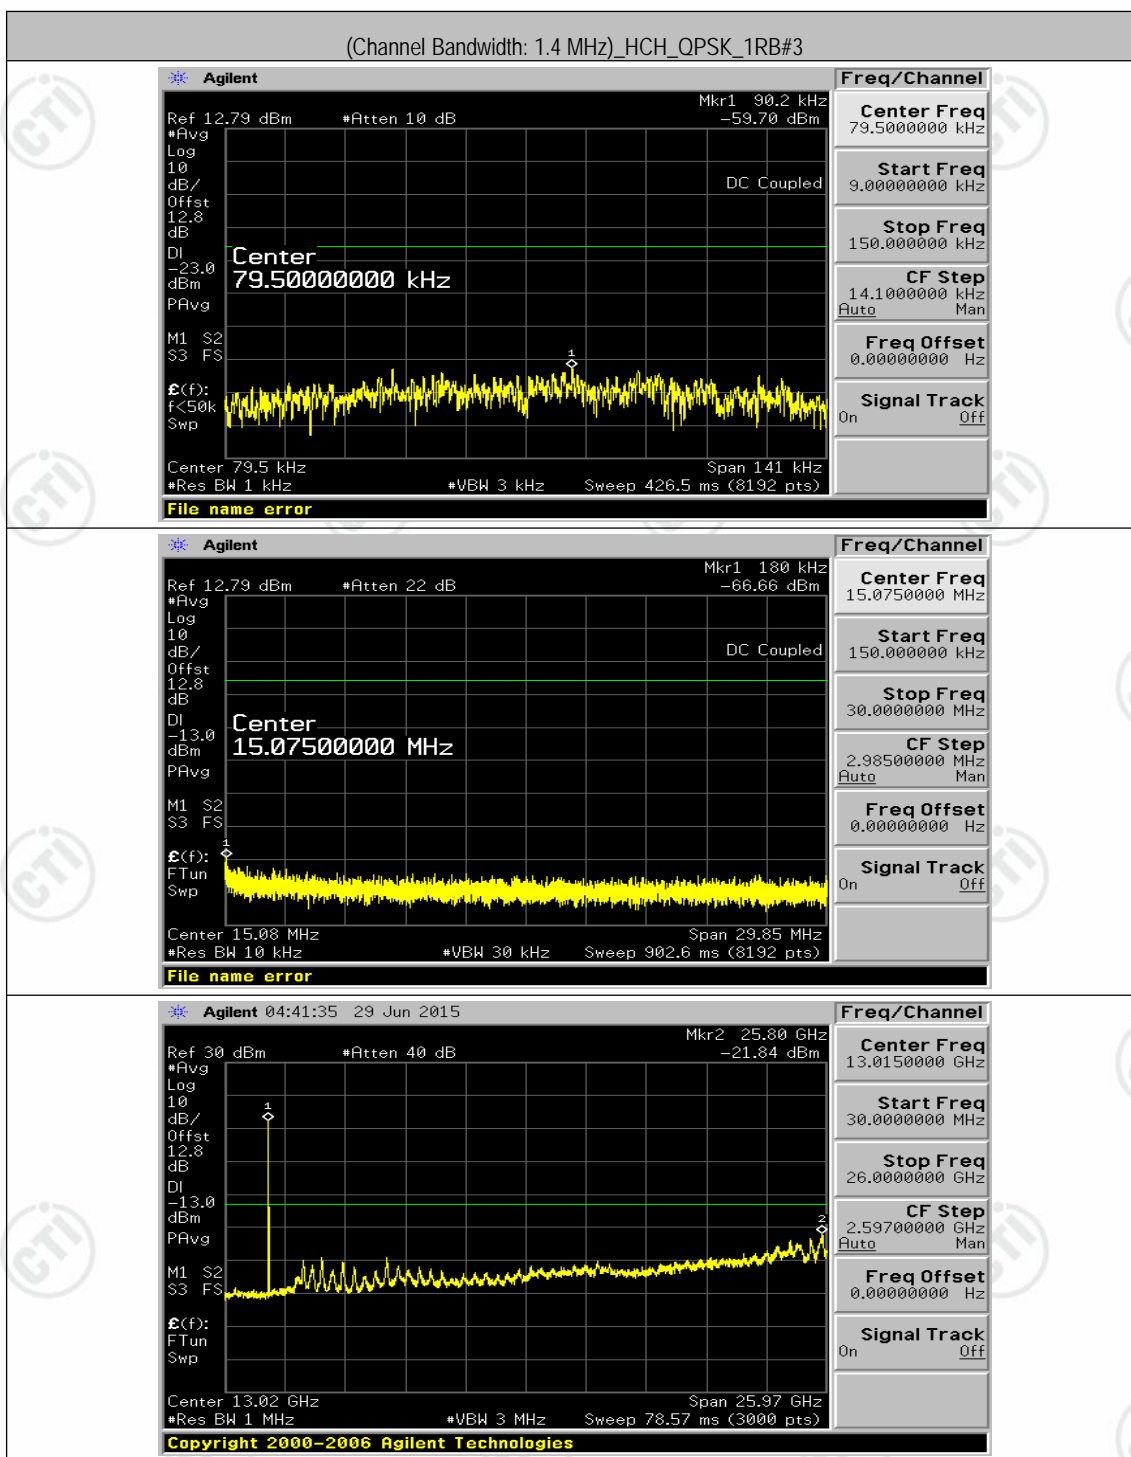 (Channel Bandwidth: 1.4 MHz)_HCH_QPSK_1RB#3
Agilent
Freq/Channel
Mkr1 90.2 kHz
Ref 12.79 dBm #Atten 10 dB -59.70 dBm
#Avg
Log
10
dB/
Offst
12.8
dB
DI
-23.0
dBm
PAvg
M1 S2
S3 FS
£(f):
f<50k
Swp
DC Coupled
Center
79.50000000 kHz
1
Center 79.5 kHz Span 141 kHz
#Res BW 1 kHz #VBW 3 kHz Sweep 426.5 ms (8192 pts)
File name error
Center Freq
79.5000000 kHz
Start Freq
9.00000000 kHz
Stop Freq
150.000000 kHz
CF Step
14.1000000 kHz
Auto Man
Freq Offset
0.00000000 Hz
Signal Track
On Off
Agilent
Freq/Channel
Mkr1 180 kHz
Ref 12.79 dBm #Atten 22 dB -66.66 dBm
#Avg
Log
10
dB/
Offst
12.8
dB
DI
-13.0
dBm
PAvg
M1 S2
S3 FS
£(f):
FTun
Swp
DC Coupled
Center
15.07500000 MHz
1
Center 15.08 MHz Span 29.85 MHz
#Res BW 10 kHz #VBW 30 kHz Sweep 902.6 ms (8192 pts)
File name error
Center Freq
15.0750000 MHz
Start Freq
150.000000 kHz
Stop Freq
30.0000000 MHz
CF Step
2.98500000 MHz
Auto Man
Freq Offset
0.00000000 Hz
Signal Track
On Off
Agilent 04:41:35 29 Jun 2015
Freq/Channel
Mkr2 25.80 GHz
Ref 30 dBm #Atten 40 dB -21.84 dBm
#Avg
Log
10
dB/
Offst
12.8
dB
DI
-13.0
dBm
PAvg
M1 S2
S3 FS
£(f):
FTun
Swp
1
2
Center 13.02 GHz Span 25.97 GHz
#Res BW 1 MHz #VBW 3 MHz Sweep 78.57 ms (3000 pts)
Copyright 2000-2006 Agilent Technologies
Center Freq
13.0150000 GHz
Start Freq
30.0000000 MHz
Stop Freq
26.0000000 GHz
CF Step
2.59700000 GHz
Auto Man
Freq Offset
0.00000000 Hz
Signal Track
On Off
CTI
CTI
CTI
CTI
CTI
CTI
CTI
CTI